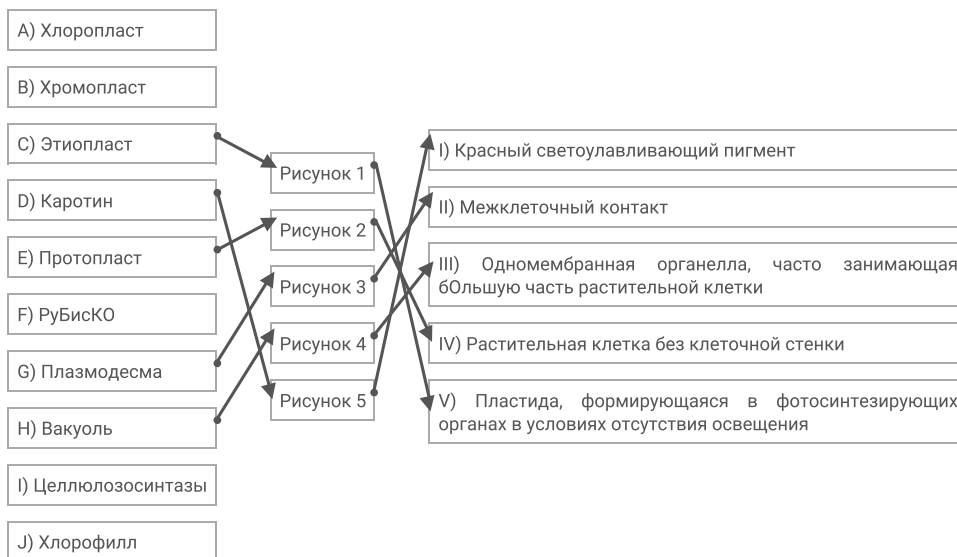 A) Хлоропласт
B) Хромопласт
C) Этиопласт
D) Каротин
E) Протопласт
F) РуБисКО
G) Плазмодесма
H) Вакуоль
I) Целлюлозосинтазы
J) Хлорофилл
Рисунок 1
Рисунок 2
Рисунок 3
Рисунок 4
Рисунок 5
I) Красный светоулавливающий пигмент
II) Межклеточный контакт
III) Одномембранная органелла, часто занимающая
бОльшую часть растительной клетки
IV) Растительная клетка без клеточной стенки
V) Пластида, формирующаяся в фотосинтезирующих
органах в условиях отсутствия освещения